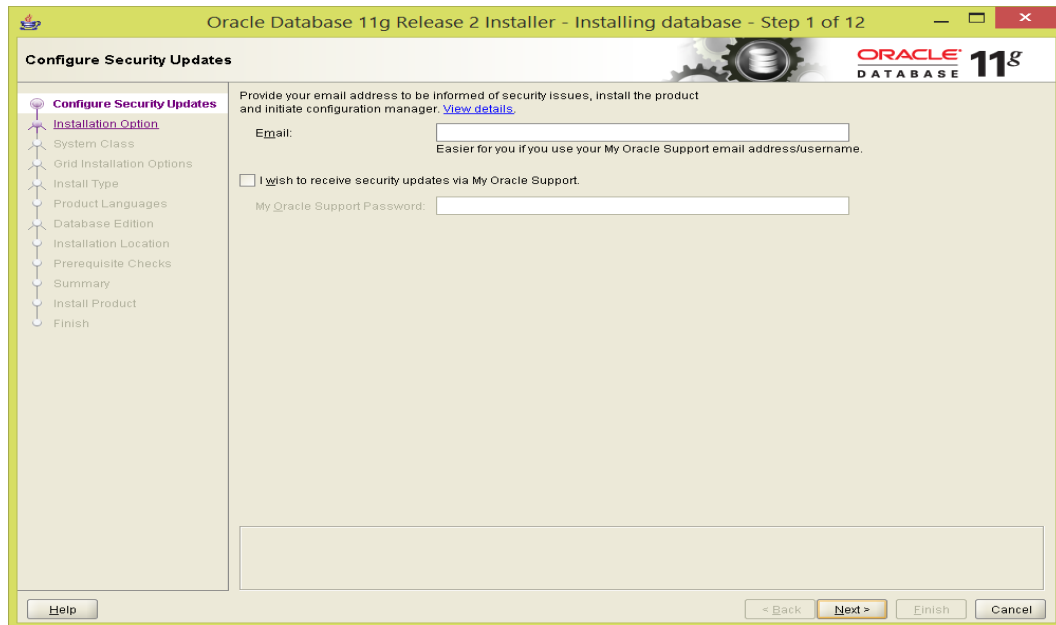 Oracle Database 11g Release 2 Installer - Installing database - Step 1 of 12
Configure Security Updates
ORACLE 11g
DATABASE
Configure Security Updates
Installation Option
System Class
Grid Installation Options
Install Type
Product Languages
Database Edition
Installation Location
Prerequisite Checks
Summary
Install Product
Finish
Provide your email address to be informed of security issues, install the product
and initiate configuration manager. View details.
Email:
Easier for you if you use your My Oracle Support email address/username.
I wish to receive security updates via My Oracle Support.
My Oracle Support Password:
Help
< Back
Next >
Finish
Cancel